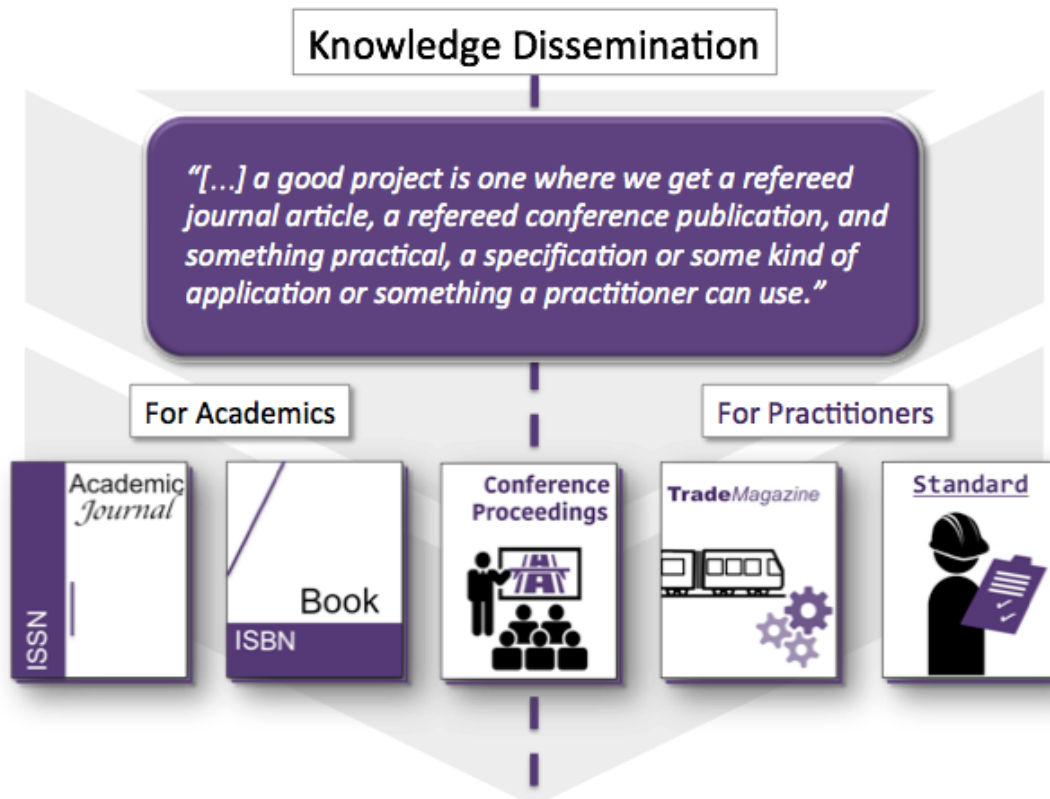 Knowledge Dissemination
“[...] a good project is one where we get a refereed
journal article, a refereed conference publication, and
something practical, a specification or some kind of
application or something a practitioner can use.”
For Academics
For Practitioners
Academic
Journal
ISSN
Book
ISBN
Conference
Proceedings
TradeMagazine
Standard